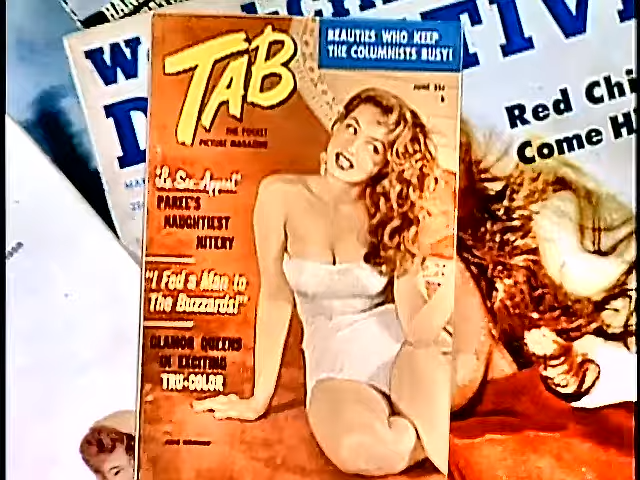 TAB
THE POCKET
PICTURE MAGAZINE
BEAUTIES WHO KEEP
THE COLUMNISTS BUSY!
JUNE 25¢
"Le Sex Appeal"
PAREE'S
NAUGHTIEST
NITERY
"I Fed a Man to
The Buzzards!"
GLAMOR QUEENS
IN EXCITING
TRU-COLOR
Red Chi
Come H